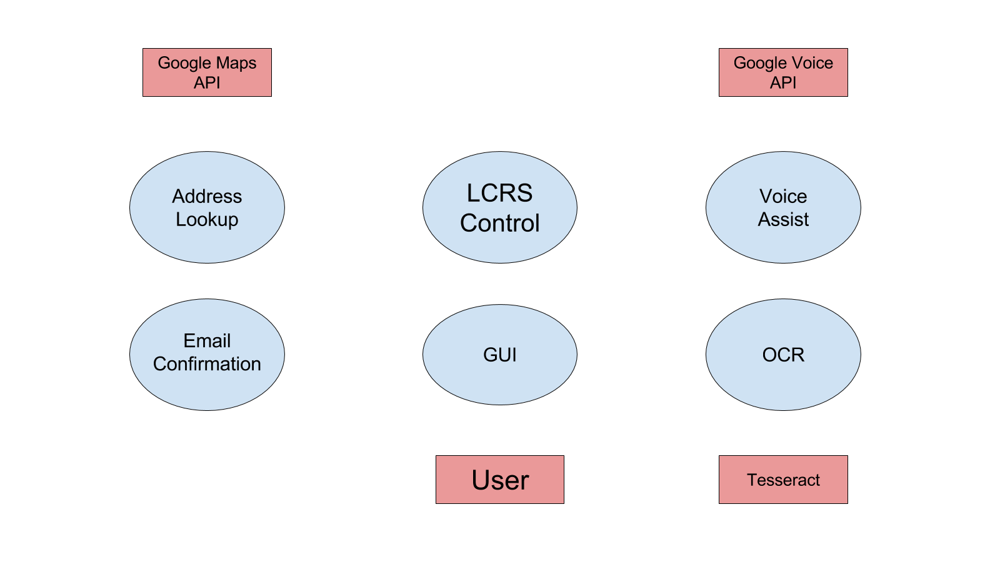 Google Maps
API
Google Voice
API
Address
Lookup
LCRS
Control
Voice
Assist
Email
Confirmation
GUI
OCR
User
Tesseract